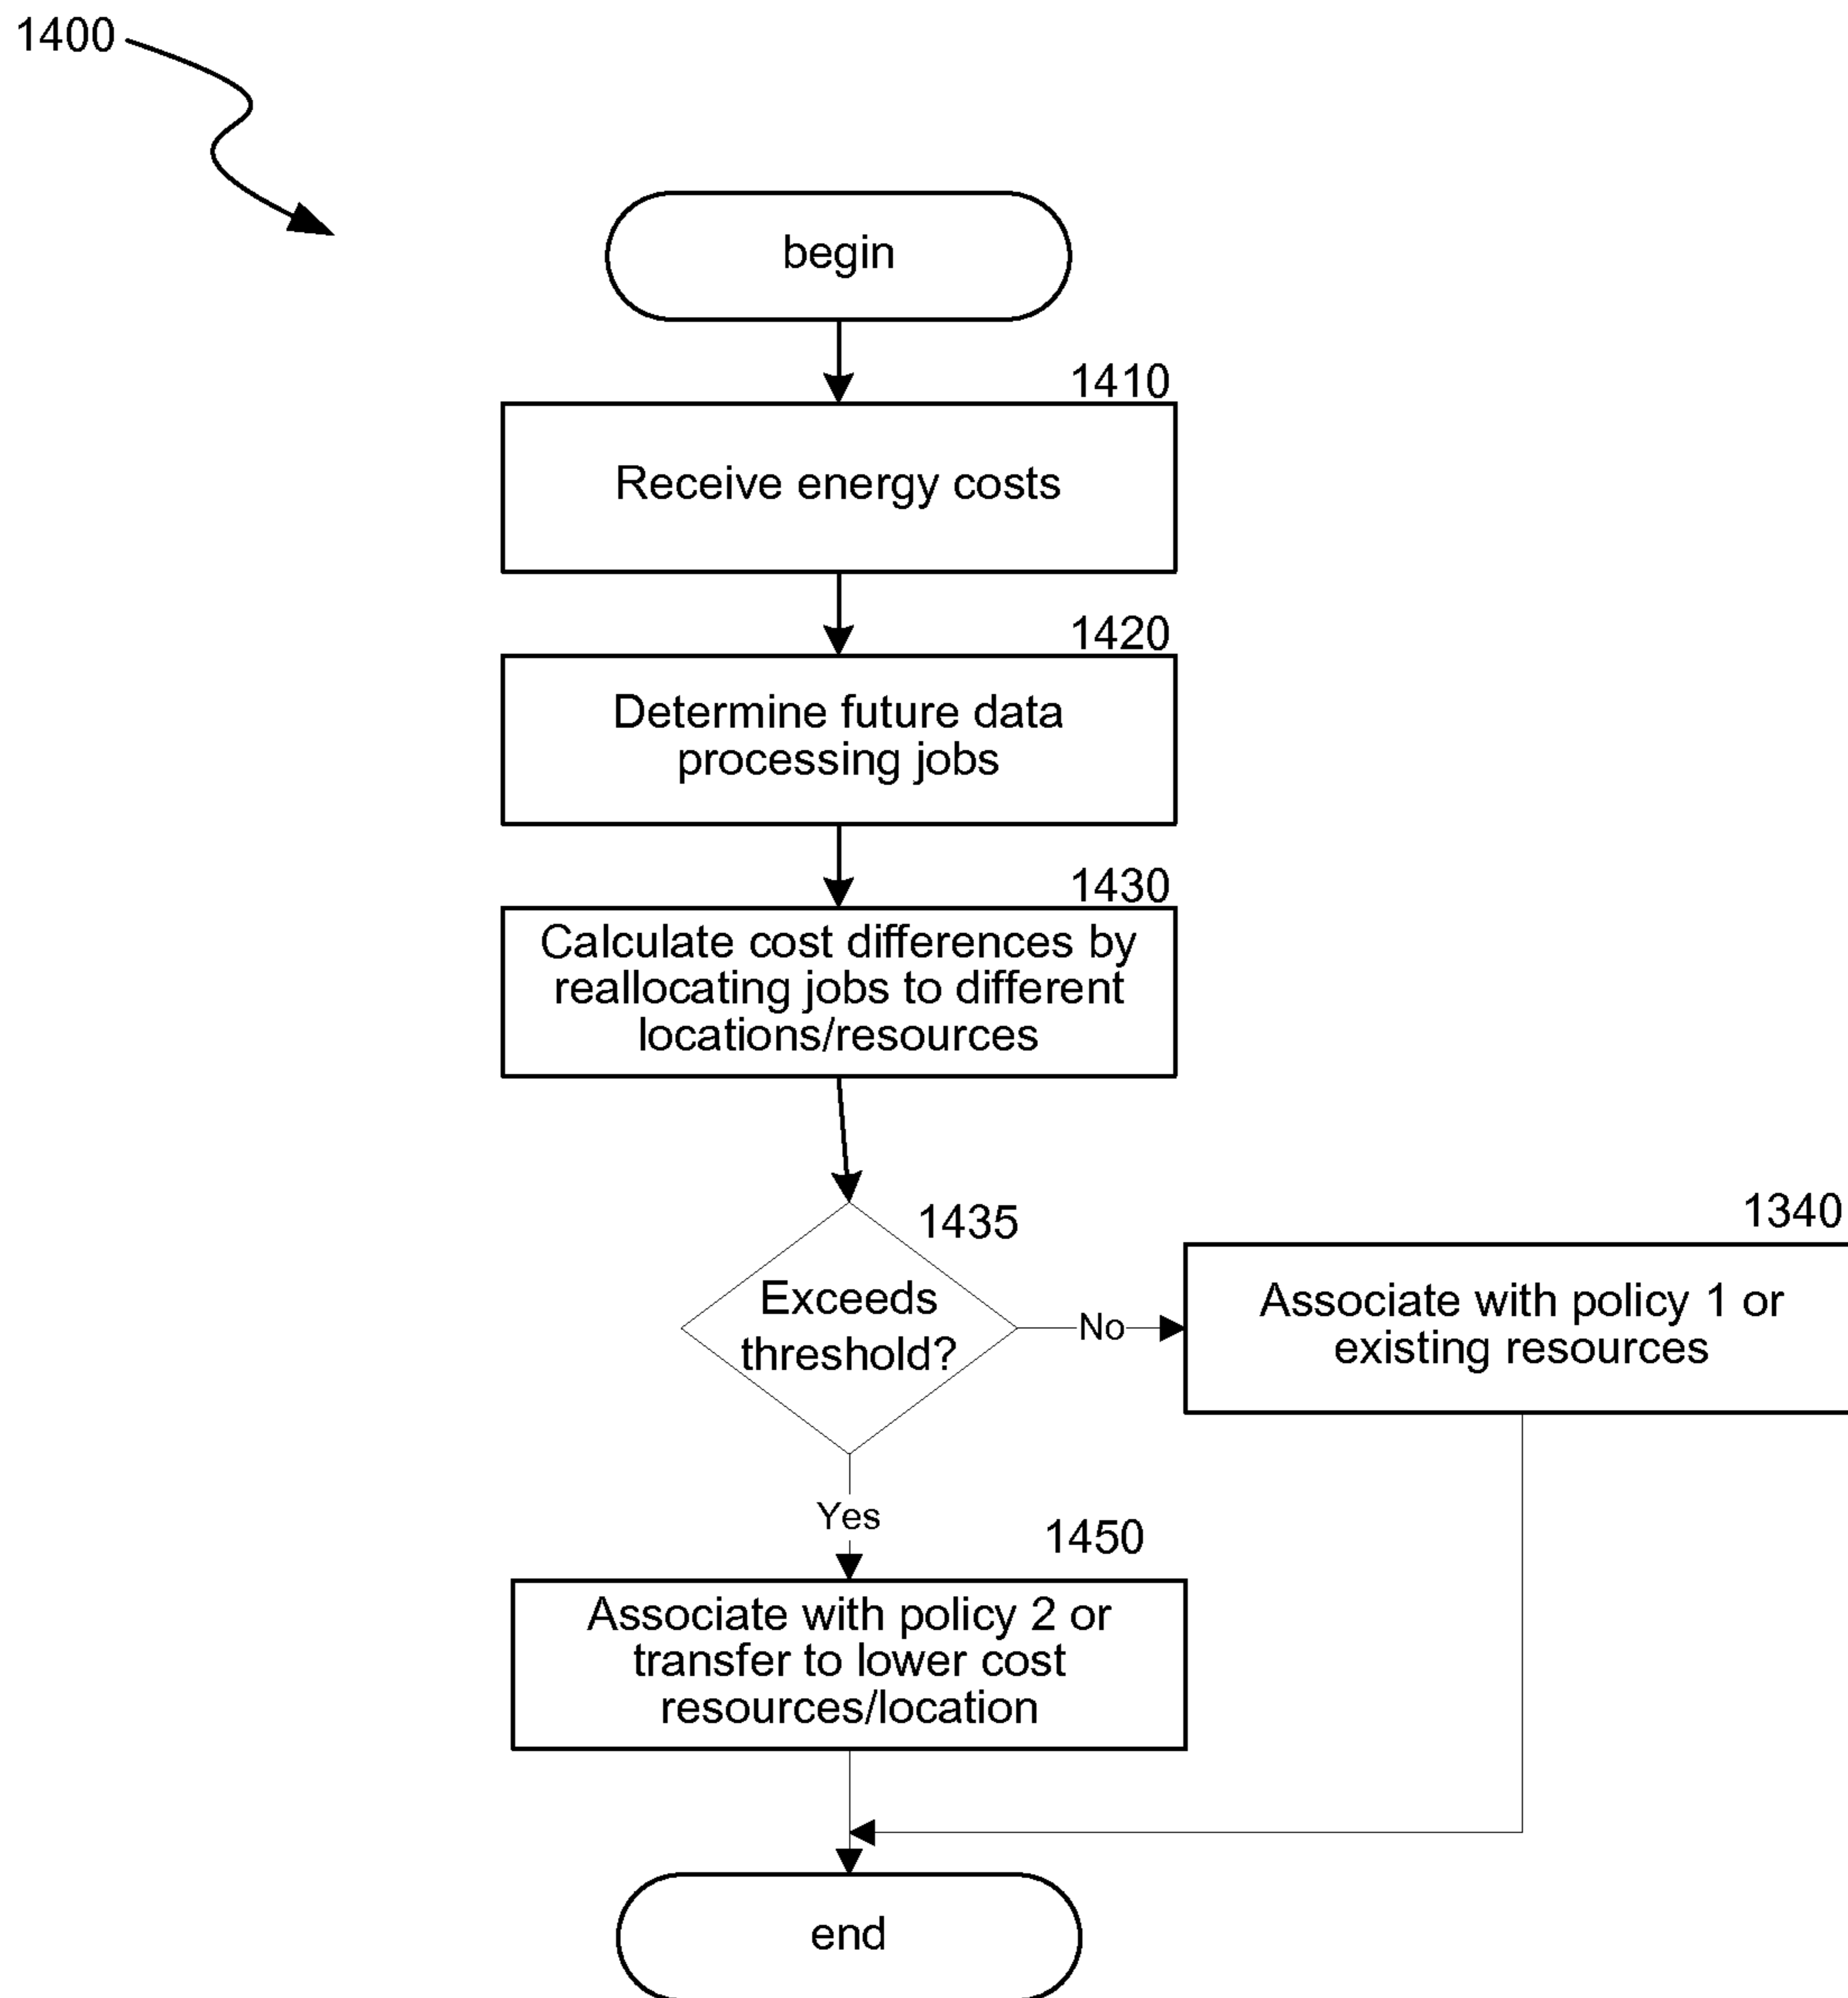 1400
begin
1410
Receive energy costs
1420
Determine future data
processing jobs
1430
Calculate cost differences by
reallocating jobs to different
locations/resources
1435
Exceeds
threshold?
No
1340
Associate with policy 1 or
existing resources
Yes
1450
Associate with policy 2 or
transfer to lower cost
resources/location
end